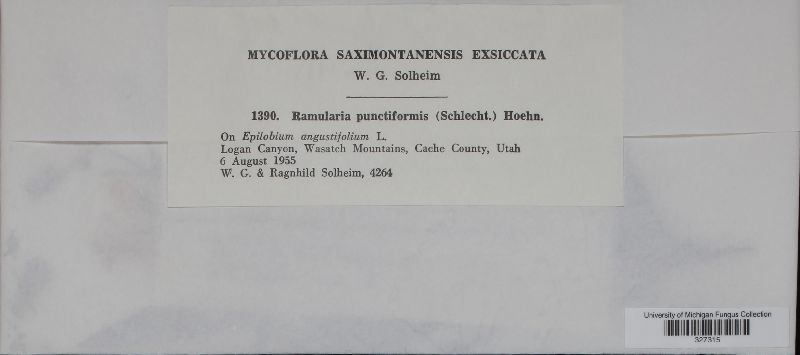 MYCOFLORA SAXIMONTANENSIS EXSICCATA
W. G. Solheim
1390. Ramularia punctiformis (Schlecht.) Hoehn.
On Epilobium angustifolium L.
Logan Canyon, Wasatch Mountains, Cache County, Utah
6 August 1955
W. G. & Ragnhild Solheim, 4264
University of Michigan Fungus Collection
327315